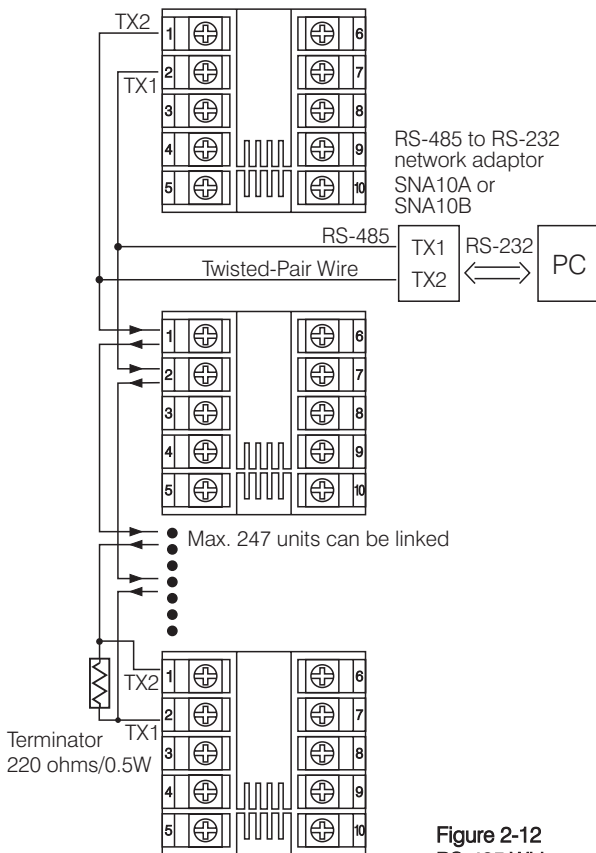 TX2
1
6
2
7
TX1
3
8
4
9
5
10
RS-485 to RS-232
network adaptor
SNA10A or
SNA10B
RS-485
TX1
RS-232
PC
Twisted-Pair Wire
TX2
1
6
2
7
3
8
4
9
5
10
Max. 247 units can be linked
TX2
1
6
2
7
TX1
3
8
4
9
5
10
Terminator
220 ohms/0.5W
Figure 2-12